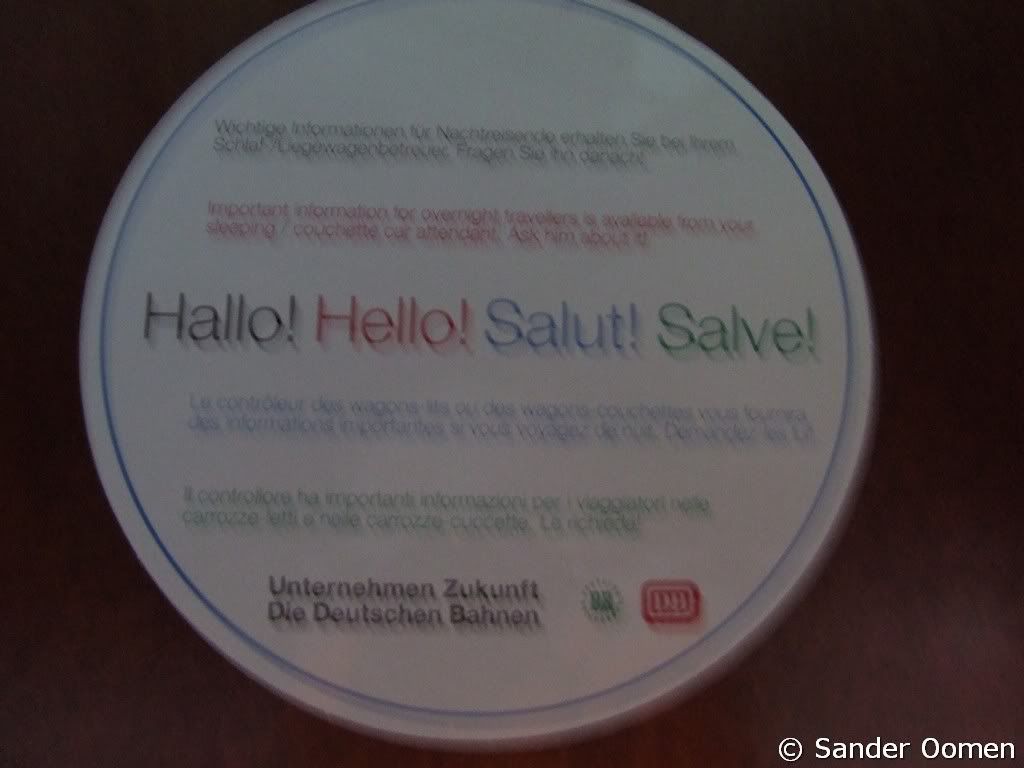 Wichtige Informationen für Nachtreisende erhalten Sie bei Ihrem
Schlaf-/Liegewagenbetreuer. Fragen Sie ihn danach!
Important information for overnight travellers is available from your
sleeping / couchette car attendant. Ask him about it!
Hallo! Hello! Salut! Salve!
Le contrôleur des wagons-lits ou des wagons-couchettes vous fournira
des informations importantes si vous voyagez de nuit. Demandez-les lui!
Il controllore ha importanti informazioni per i viaggiatori nelle
carrozze letti e nelle carrozze cuccette. Le richieda!
Unternehmen Zukunft
Die Deutschen Bahnen
DR DB
© Sander Oomen